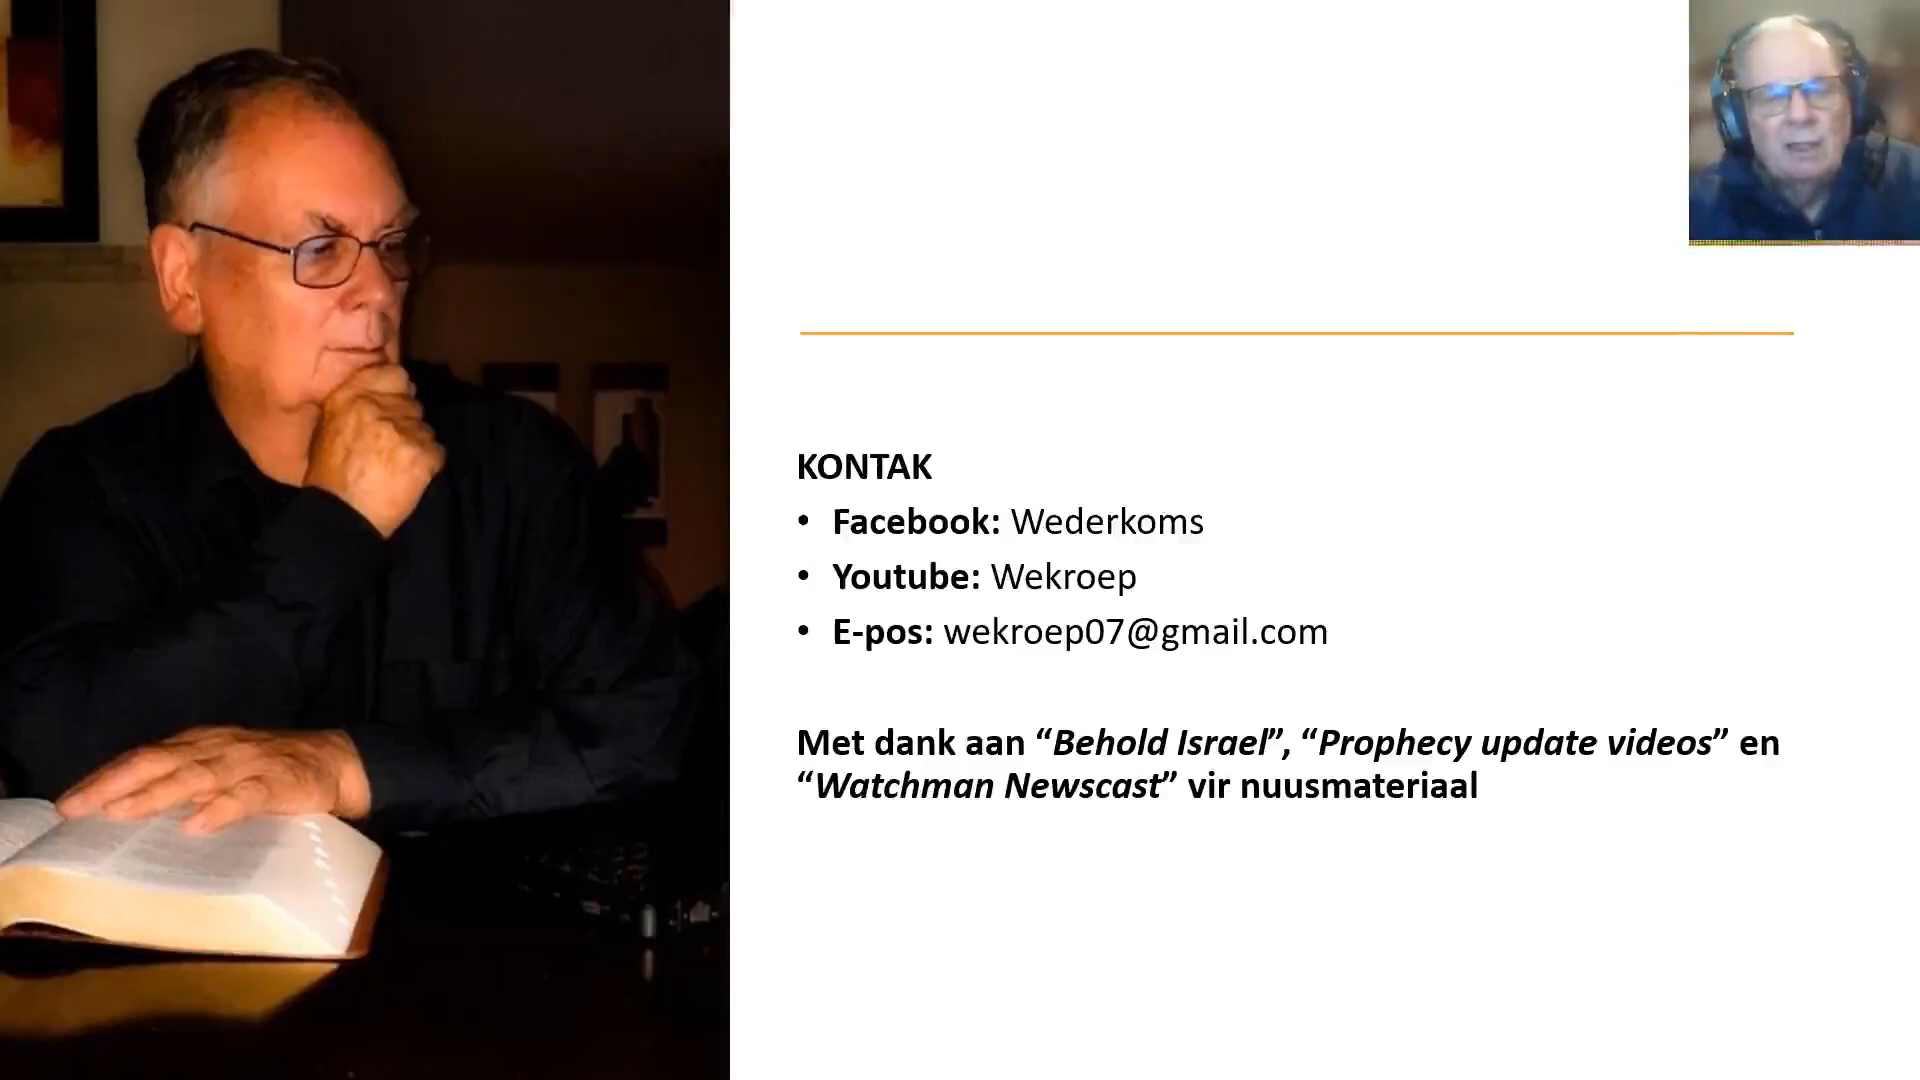 KONTAK
• Facebook: Wederkoms
• Youtube: Wekroep
• E-pos: wekroep07@gmail.com
Met dank aan “Behold Israel”, “Prophecy update videos” en
“Watchman Newscast” vir nuusmateriaal